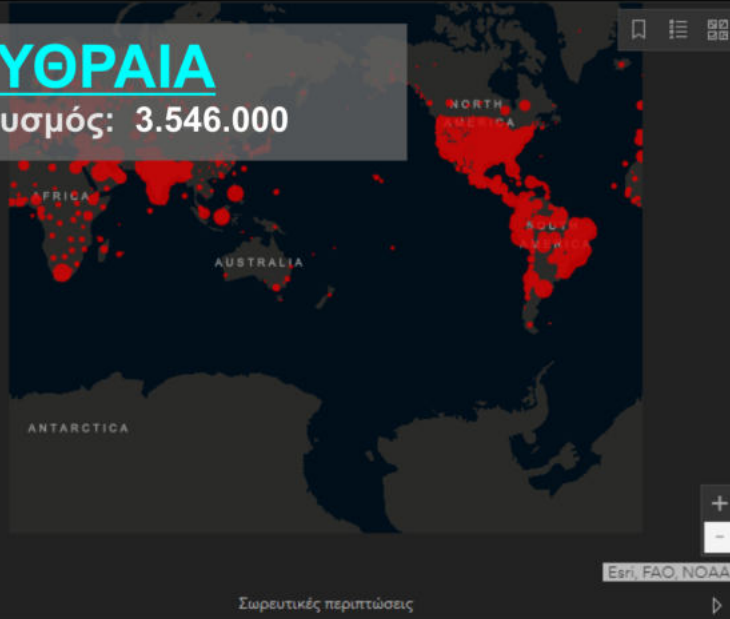 ΥΘΡΑΙΑ
υσμός: 3.546.000
NORTH
AMERICA
AFRICA
SOUTH
AMERICA
AUSTRALIA
ANTARCTICA
+
-
Esri, FAO, NOAA
Σωρευτικές περιπτώσεις